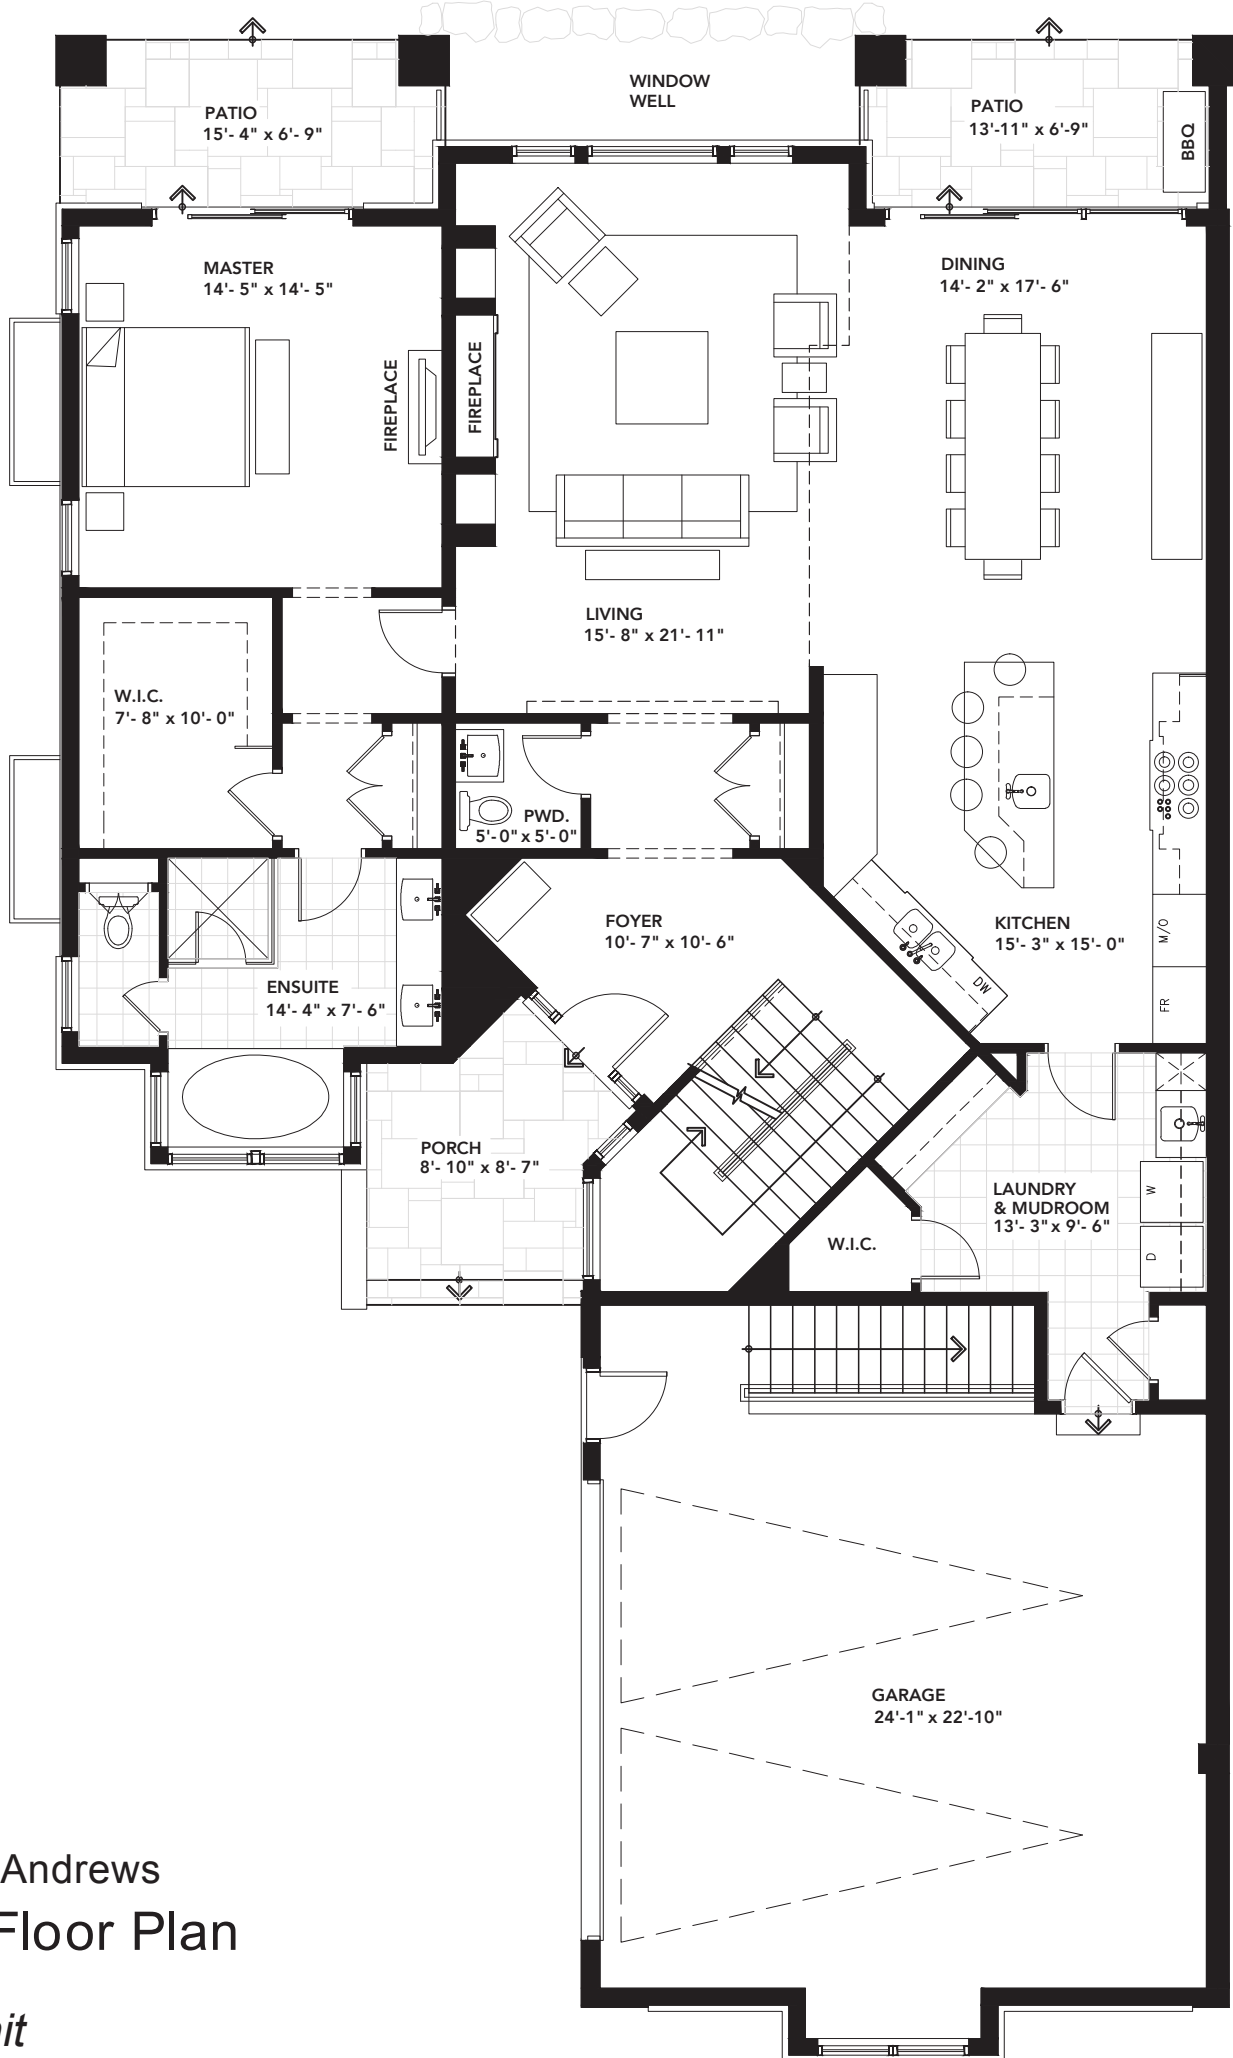 WINDOW
WELL
PATIO
15'- 4" x 6'- 9"
PATIO
13'-11" x 6'-9"
BBQ
MASTER
14'- 5" x 14'- 5"
DINING
14'- 2" x 17'- 6"
FIREPLACE
FIREPLACE
LIVING
15'- 8" x 21'- 11"
W.I.C.
7'- 8" x 10'- 0"
PWD.
5'- 0" x 5'- 0"
FOYER
10'- 7" x 10'- 6"
KITCHEN
15'- 3" x 15'- 0"
M/O
DW
FR
ENSUITE
14'- 4" x 7'- 6"
PORCH
8'- 10" x 8'- 7"
LAUNDRY
& MUDROOM
13'- 3" x 9'- 6"
W
D
W.I.C.
GARAGE
24'-1" x 22'-10"
Andrews
Floor Plan
it